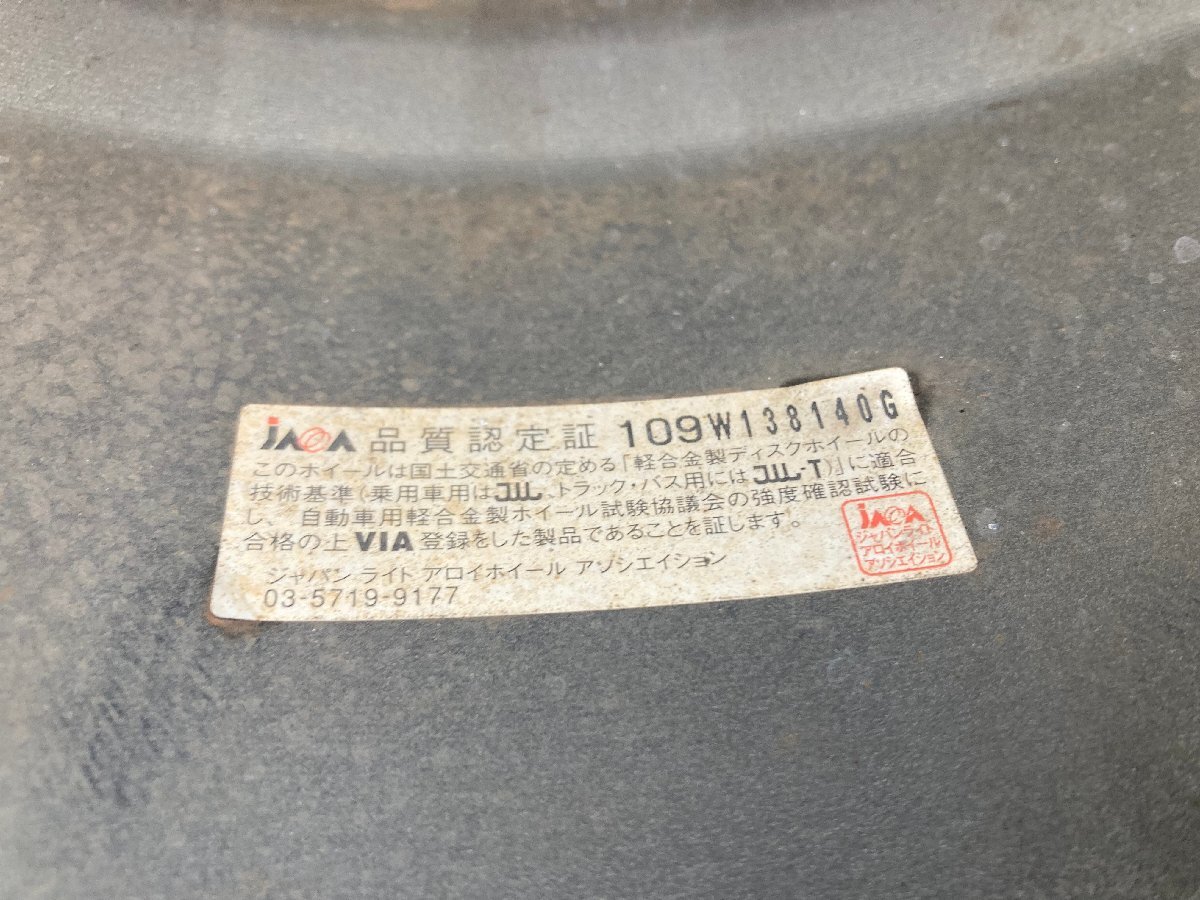 JAWA 品質認定証 109W138140G
このホイールは国土交通省の定める「軽合金製ディスクホイールの
技術基準(乗用車用はJWL、トラック・バス用にはJWL-T)」に適合
し、自動車用軽合金製ホイール試験協議会の強度確認試験に
合格の上VIA登録をした製品であることを証します。
ジャパン ライト アロイホイール アソシエイション
03-5719-9177
JAWA
ジャパンライト
アロイホイール
アソシエイション